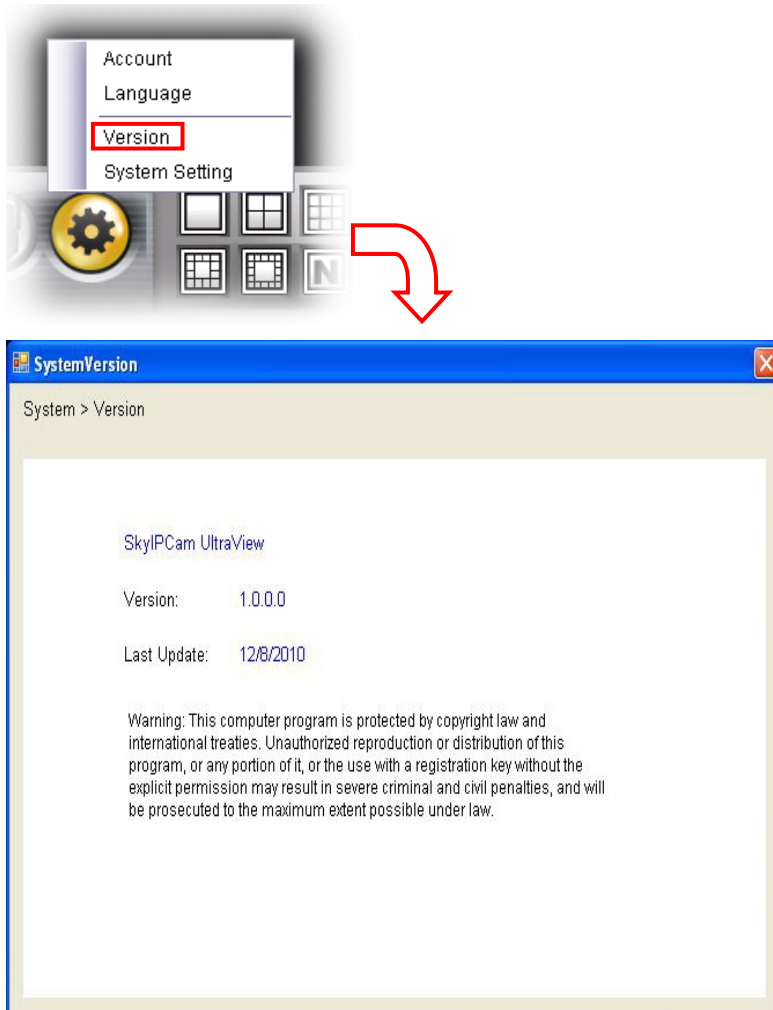 Account
Language
Version
System Setting
N
SystemVersion
System > Version
SkyIPCam UltraView
Version: 1.0.0.0
Last Update: 12/8/2010
Warning: This computer program is protected by copyright law and
international treaties. Unauthorized reproduction or distribution of this
program, or any portion of it, or the use with a registration key without the
explicit permission may result in severe criminal and civil penalties, and will
be prosecuted to the maximum extent possible under law.